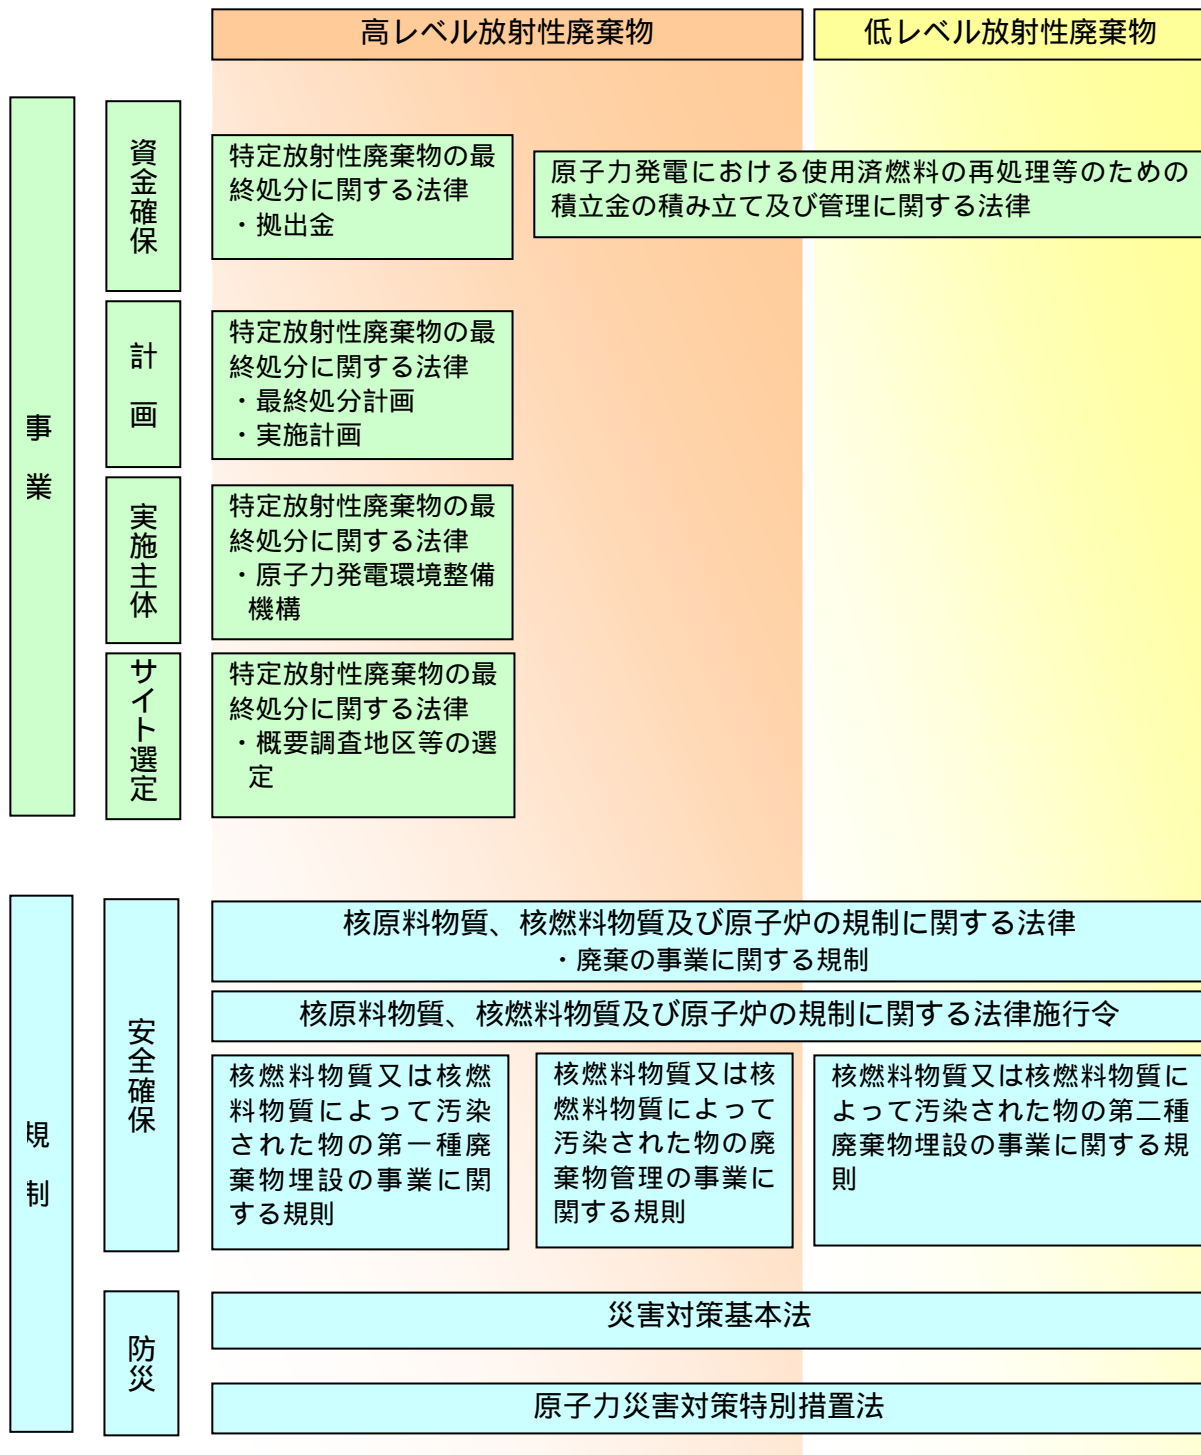 高レベル放射性廃棄物
低レベル放射性廃棄物
事業
資金確保
特定放射性廃棄物の最
終処分に関する法律
・拠出金
原子力発電における使用済燃料の再処理等のための
積立金の積み立て及び管理に関する法律
計画
特定放射性廃棄物の最
終処分に関する法律
・最終処分計画
・実施計画
実施主体
特定放射性廃棄物の最
終処分に関する法律
・原子力発電環境整備
機構
サイト選定
特定放射性廃棄物の最
終処分に関する法律
・概要調査地区等の選
定
規制
安全確保
核原料物質、核燃料物質及び原子炉の規制に関する法律
・廃棄の事業に関する規制
核原料物質、核燃料物質及び原子炉の規制に関する法律施行令
核燃料物質又は核燃
料物質によって汚染
された物の第一種廃
棄物埋設の事業に関
する規則
核燃料物質又は核
燃料物質によって
汚染された物の廃
棄物管理の事業に
関する規則
核燃料物質又は核燃料物質に
よって汚染された物の第二種
廃棄物埋設の事業に関する規
則
防災
災害対策基本法
原子力災害対策特別措置法